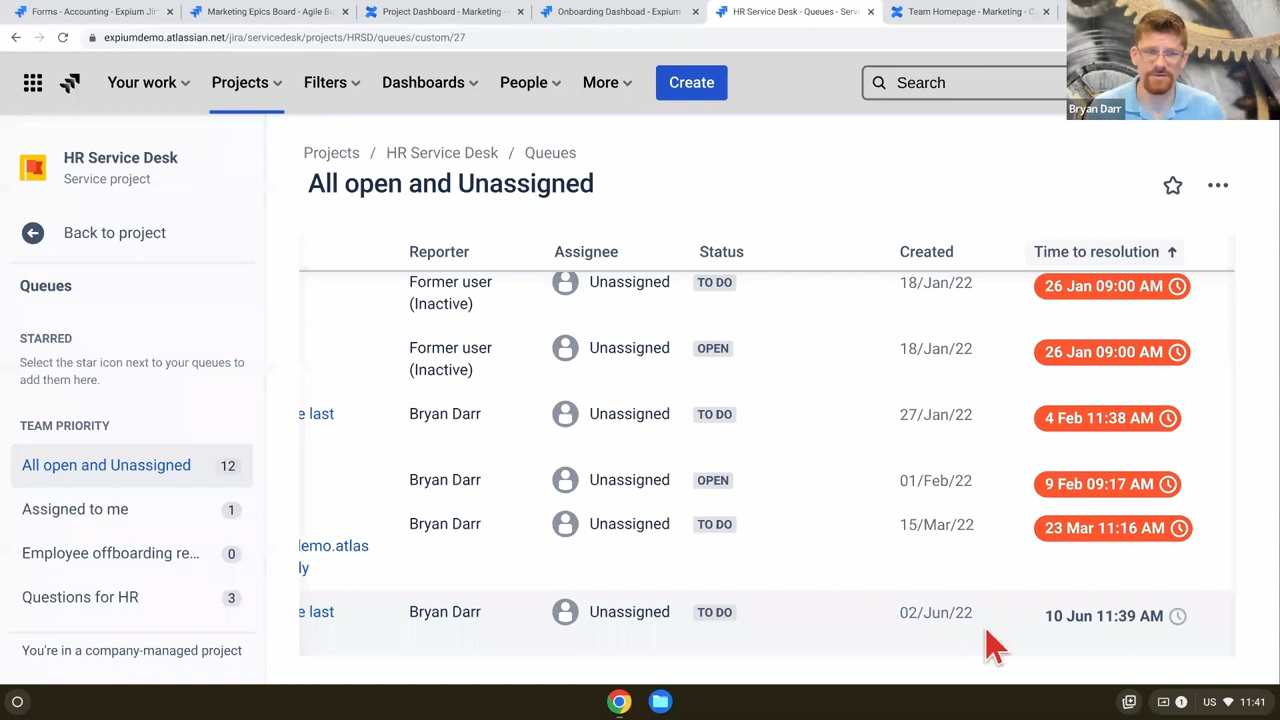 Forms - Accounting - Expium Jir
Marketing Epics Board - Agile B
Project Dashboard - Marketing -
Onboarding Dashboad - Expium
HR Service Desk - Queues - Serv
Team Homepage - Marketing - C
expiumdemo.atlassian.net/jira/servicedesk/projects/HRSD/queues/custom/27
Your work
Projects
Filters
Dashboards
People
More
Create
Search
Bryan Darr
HR Service Desk
Service project
Back to project
Queues
STARRED
Select the star icon next to your queues to
add them here.
TEAM PRIORITY
All open and Unassigned 12
Assigned to me 1
Employee offboarding re... 0
Questions for HR 3
You're in a company-managed project
Projects / HR Service Desk / Queues
All open and Unassigned
Reporter Assignee Status Created Time to resolution
Former user Unassigned TO DO 18/Jan/22 26 Jan 09:00 AM
(Inactive)
Former user Unassigned OPEN 18/Jan/22 26 Jan 09:00 AM
(Inactive)
e last Bryan Darr Unassigned TO DO 27/Jan/22 4 Feb 11:38 AM
Bryan Darr Unassigned OPEN 01/Feb/22 9 Feb 09:17 AM
Bryan Darr Unassigned TO DO 15/Mar/22 23 Mar 11:16 AM
demo.atlas
ly
e last Bryan Darr Unassigned TO DO 02/Jun/22 10 Jun 11:39 AM
1 US 11:41